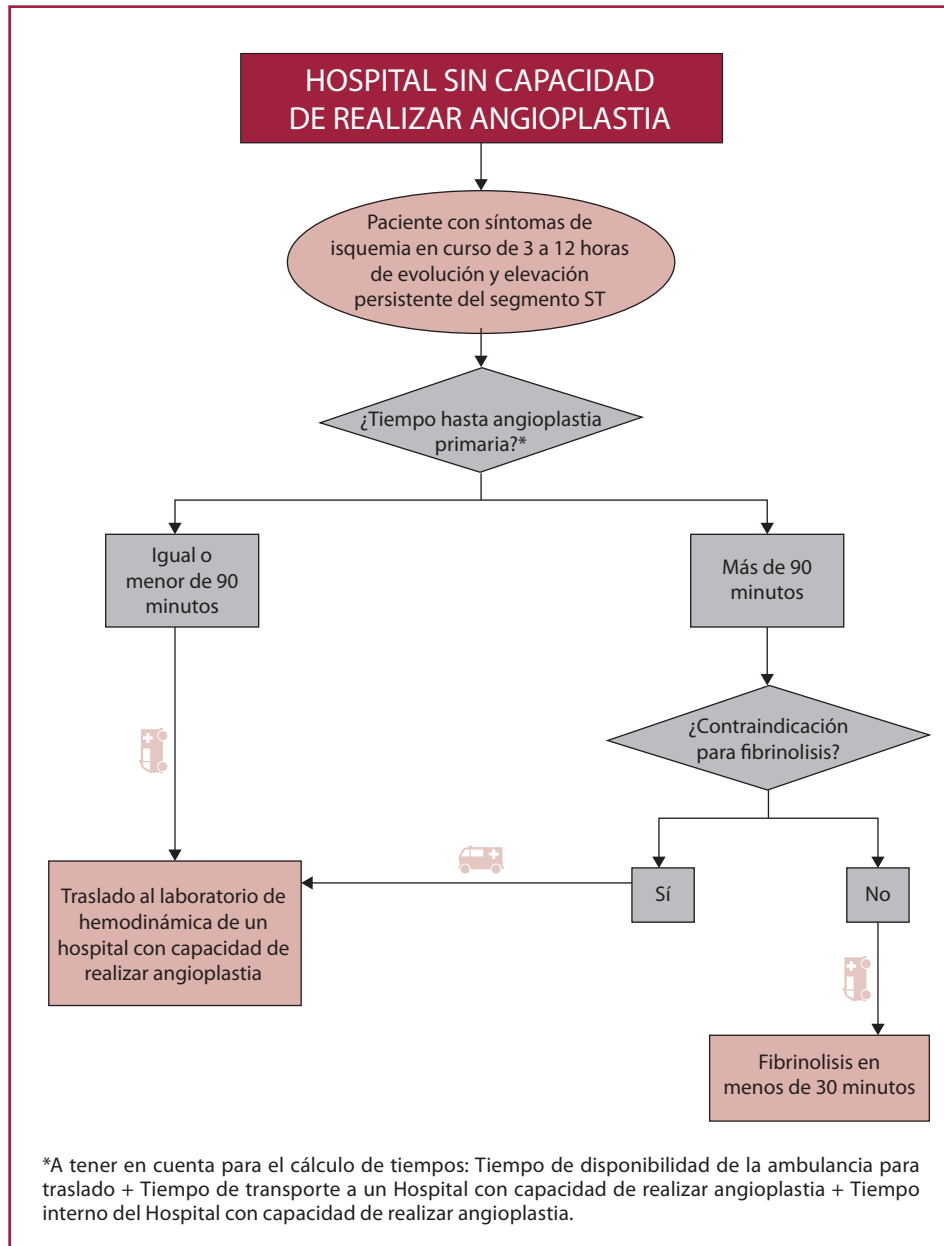 HOSPITAL SIN CAPACIDAD
DE REALIZAR ANGIOPLASTIA
Paciente con síntomas de
isquemia en curso de 3 a 12 horas
de evolución y elevación
persistente del segmento ST
¿Tiempo hasta angioplastia
primaria?*
Igual o
menor de 90
minutos
Más de 90
minutos
¿Contraindicación
para fibrinolisis?
Sí
No
Traslado al laboratorio de
hemodinámica de un
hospital con capacidad de
realizar angioplastia
Fibrinolisis en
menos de 30 minutos
*A tener en cuenta para el cálculo de tiempos: Tiempo de disponibilidad de la ambulancia para
traslado + Tiempo de transporte a un Hospital con capacidad de realizar angioplastia + Tiempo
interno del Hospital con capacidad de realizar angioplastia.